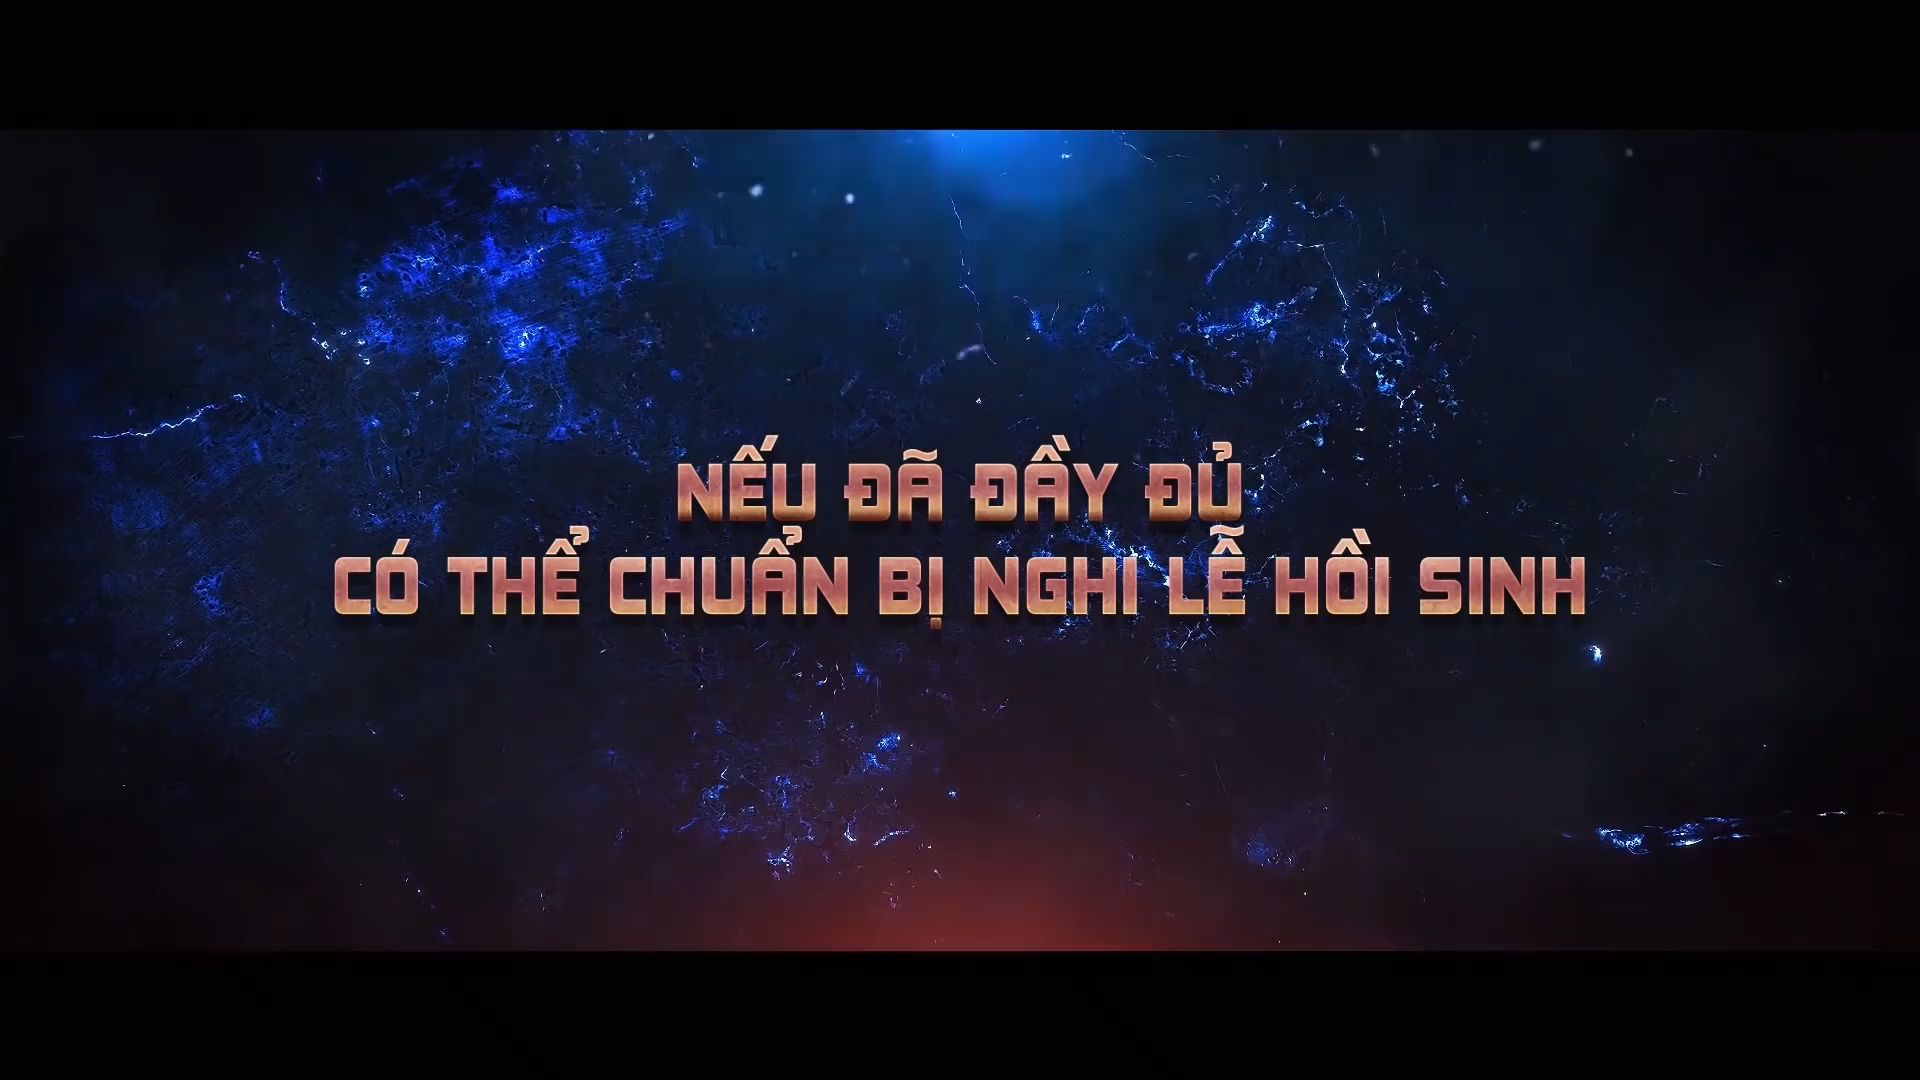 NẾU ĐÃ ĐẦY ĐỦ
CÓ THỂ CHUẨN BỊ NGHI LỄ HỒI SINH